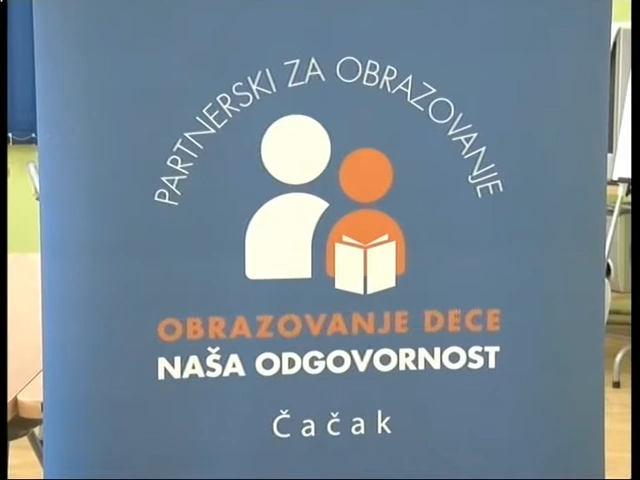 PARTNERSKI ZA OBRAZOVANJE
OBRAZOVANJE DECE
NAŠA ODGOVORNOST
Čačak